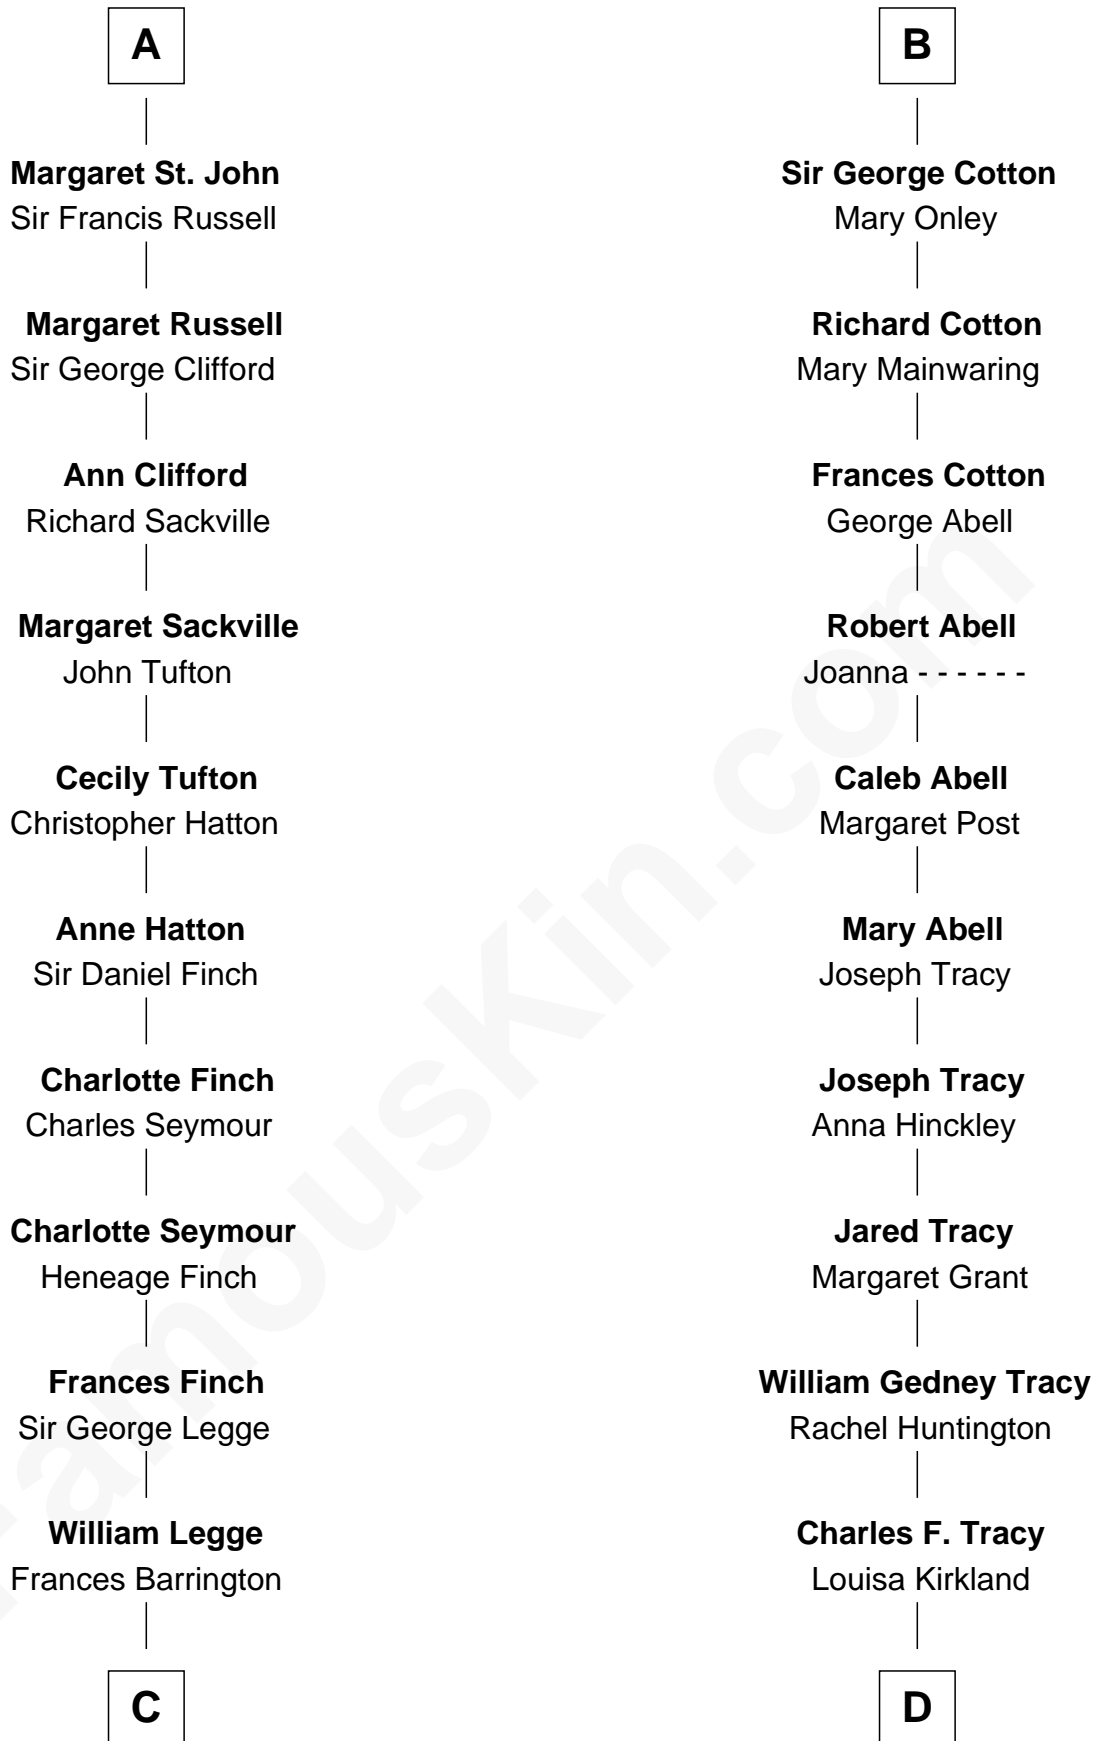 A
Margaret St. John
Sir Francis Russell
Margaret Russell
Sir George Clifford
Ann Clifford
Richard Sackville
Margaret Sackville
John Tufton
Cecily Tufton
Christopher Hatton
Anne Hatton
Sir Daniel Finch
Charlotte Finch
Charles Seymour
Charlotte Seymour
Heneage Finch
Frances Finch
Sir George Legge
William Legge
Frances Barrington
C
B
Sir George Cotton
Mary Onley
Richard Cotton
Mary Mainwaring
Frances Cotton
George Abell
Robert Abell
Joanna - - - - - -
Caleb Abell
Margaret Post
Mary Abell
Joseph Tracy
Joseph Tracy
Anna Hinckley
Jared Tracy
Margaret Grant
William Gedney Tracy
Rachel Huntington
Charles F. Tracy
Louisa Kirkland
D
FamousKin.com